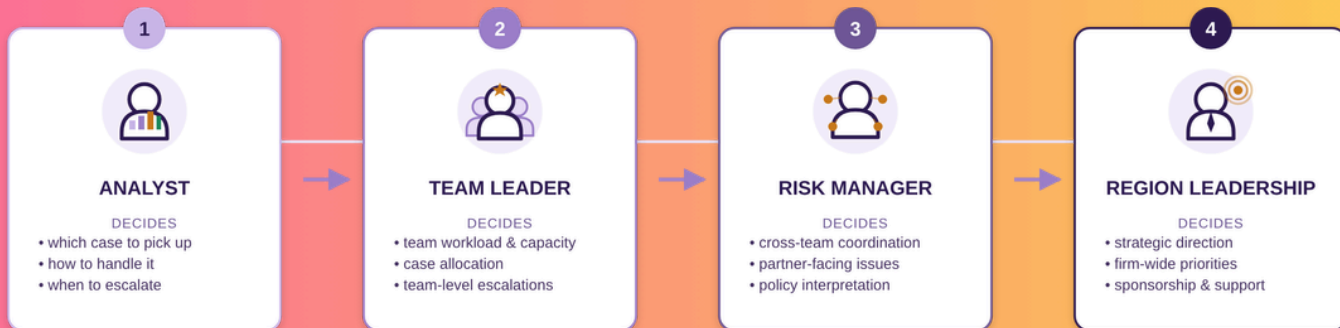 1
ANALYST
DECIDES
• which case to pick up
• how to handle it
• when to escalate
2
TEAM LEADER
DECIDES
• team workload & capacity
• case allocation
• team-level escalations
3
RISK MANAGER
DECIDES
• cross-team coordination
• partner-facing issues
• policy interpretation
4
REGION LEADERSHIP
DECIDES
• strategic direction
• firm-wide priorities
• sponsorship & support